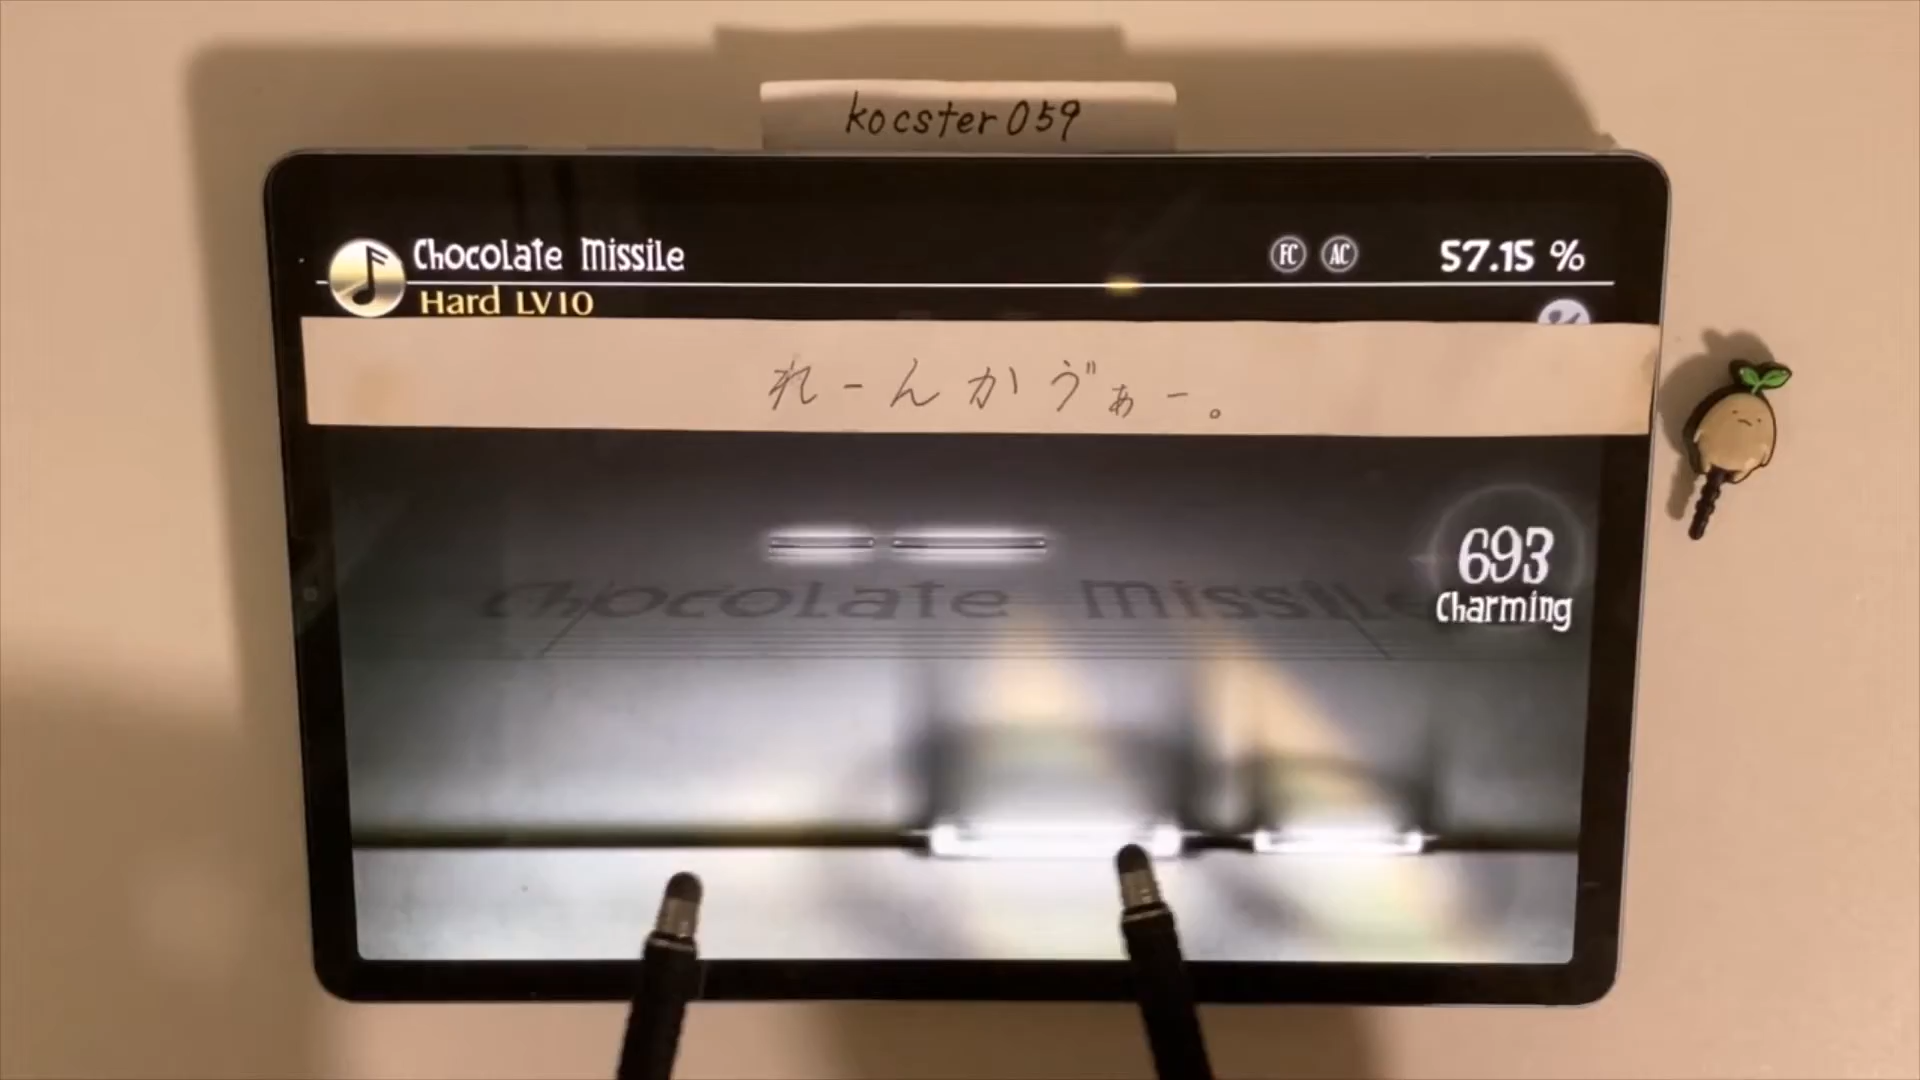 kocster059
Chocolate Missile
FC AC 57.15 %
Hard LV10
れーんかゔぁー。
693
Charming
Chocolate Missile